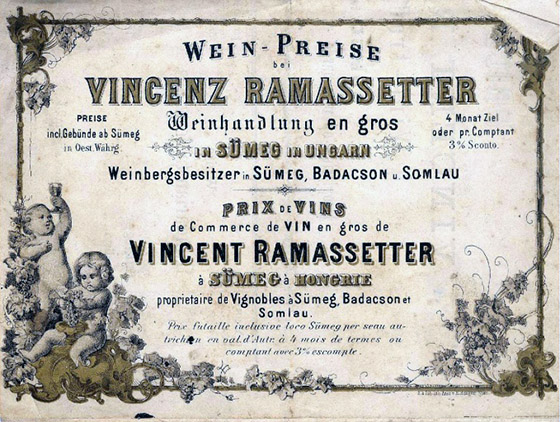 WEIN-PREISE
bei
VINCENZ RAMASSETTER
Weinhandlung en gros
in SÜMEG in UNGARN
Weinbergsbesitzer in SÜMEG, BADACSON u. SOMLAU
PREISE
incl. Gebünde ab Sümeg
in Oest. Währg.
4 Monat Ziel
oder pr. Comptant
3% Sconto.
PRIX DE VINS
de Commerce de VIN en gros de
VINCENT RAMASSETTER
à SÜMEG à HONGRIE
proprietaire de Vignobles à Sümeg, Badacson et
Somlau.
Prix futaille inclusive loco Sümeg per seau au-
trichien en val. d'Autr. à 4 mois de termes ou
comptant avec 3% escompte.